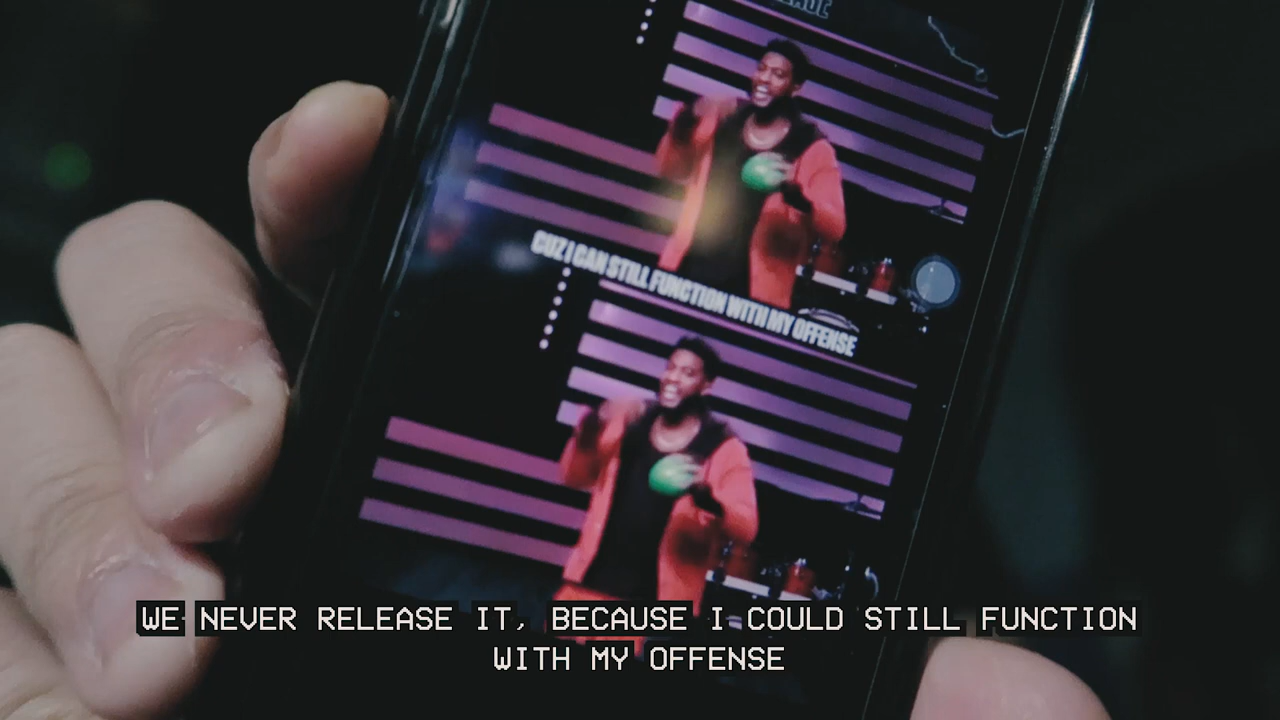 CUZ I CAN STILL FUNCTION WITH MY OFFENSE
WE NEVER RELEASE IT, BECAUSE I COULD STILL FUNCTION
WITH MY OFFENSE